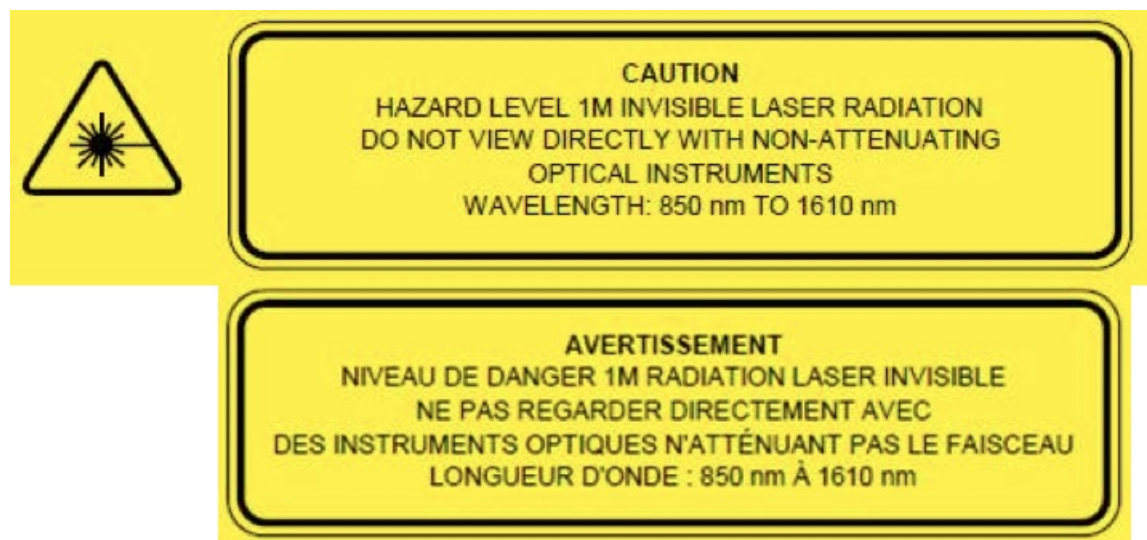 CAUTION
HAZARD LEVEL 1M INVISIBLE LASER RADIATION
DO NOT VIEW DIRECTLY WITH NON-ATTENUATING
OPTICAL INSTRUMENTS
WAVELENGTH: 850 nm TO 1610 nm
AVERTISSEMENT
NIVEAU DE DANGER 1M RADIATION LASER INVISIBLE
NE PAS REGARDER DIRECTEMENT AVEC
DES INSTRUMENTS OPTIQUES N'ATTÉNUANT PAS LE FAISCEAU
LONGUEUR D'ONDE : 850 nm À 1610 nm